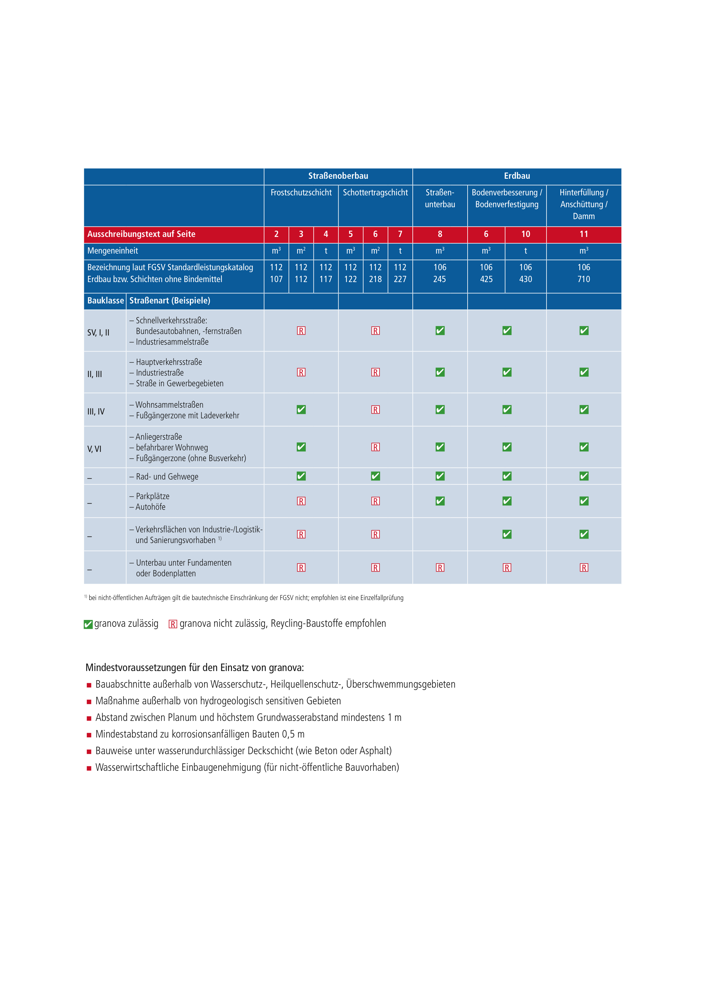 Straßenoberbau Erdbau
Frostschutzschicht Schottertragschicht Straßen- Bodenverbesserung / Hinterfüllung /
unterbau Bodenverfestigung Anschüttung /
Damm
Ausschreibungstext auf Seite 2 3 4 5 6 7 8 6 10 11
Mengeneinheit m³ m² t m³ m² t m³ m³ t m³
Bezeichnung laut FGSV Standardleistungskatalog 112 112 112 112 112 112 106 106 106 106
Erdbau bzw. Schichten ohne Bindemittel 107 112 117 122 218 227 245 425 430 710
Bauklasse Straßenart (Beispiele)
– Schnellverkehrsstraße:
SV, I, II Bundesautobahnen, -fernstraßen R R ✔ ✔ ✔
– Industriesammelstraße
– Hauptverkehrsstraße
II, III – Industriestraße R R ✔ ✔ ✔
– Straße in Gewerbegebieten
– Wohnsammelstraßen
III, IV ✔ R ✔ ✔ ✔
– Fußgängerzone mit Ladeverkehr
– Anliegerstraße
V, VI – befahrbarer Wohnweg ✔ R ✔ ✔ ✔
– Fußgängerzone (ohne Busverkehr)
– – Rad- und Gehwege ✔ ✔ ✔ ✔ ✔
– Parkplätze
– R R ✔ ✔ ✔
– Autohöfe
– Verkehrsflächen von Industrie-/Logistik-
– R R ✔ ✔
und Sanierungsvorhaben ¹⁾
– Unterbau unter Fundamenten
– R R R R R
oder Bodenplatten
¹⁾ bei nicht-öffentlichen Aufträgen gilt die bautechnische Einschränkung der FGSV nicht; empfohlen ist eine Einzelfallprüfung
✔ granova zulässig R granova nicht zulässig, Reycling-Baustoffe empfohlen
Mindestvoraussetzungen für den Einsatz von granova:
■ Bauabschnitte außerhalb von Wasserschutz-, Heilquellenschutz-, Überschwemmungsgebieten
■ Maßnahme außerhalb von hydrogeologisch sensitiven Gebieten
■ Abstand zwischen Planum und höchstem Grundwasserabstand mindestens 1 m
■ Mindestabstand zu korrosionsanfälligen Bauten 0,5 m
■ Bauweise unter wasserundurchlässiger Deckschicht (wie Beton oder Asphalt)
■ Wasserwirtschaftliche Einbaugenehmigung (für nicht-öffentliche Bauvorhaben)